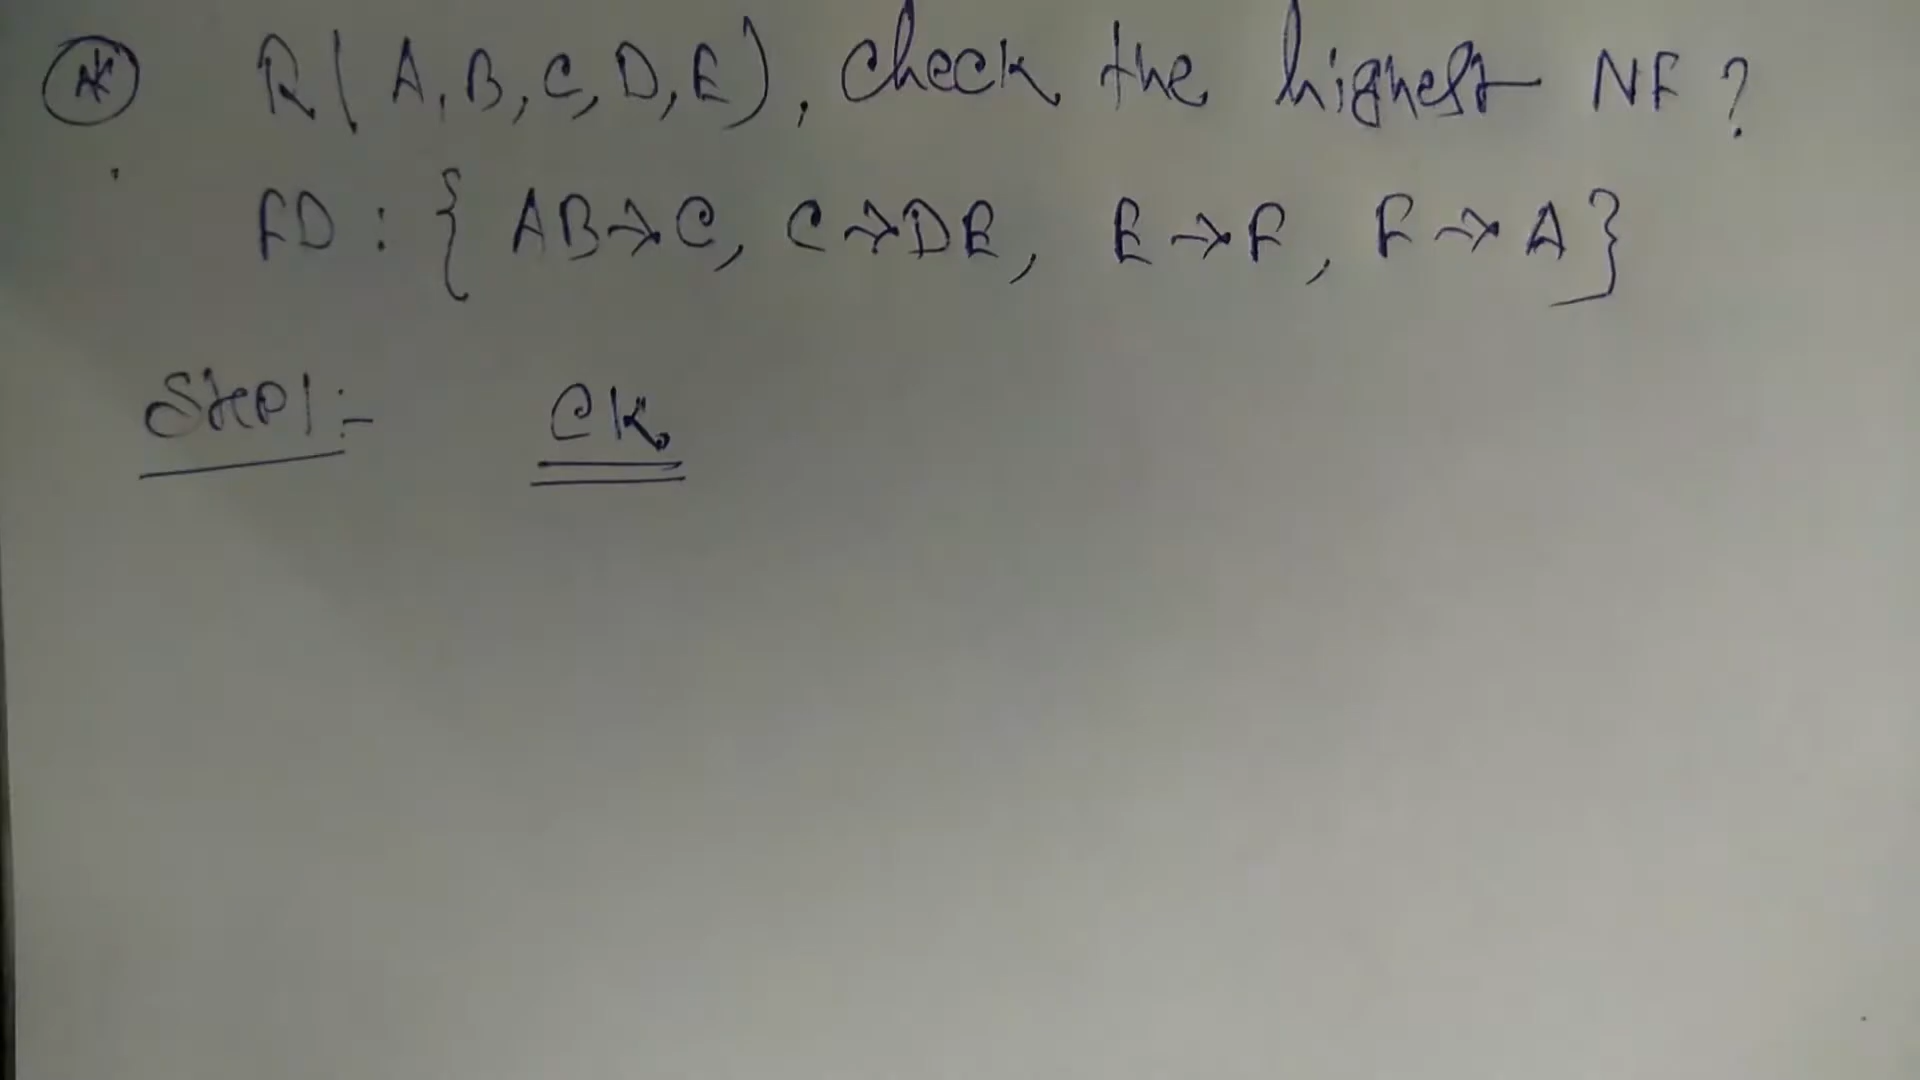 * R(A,B,C,D,E), check the highest NF?
FD: { AB→C, C→DE, E→F, F→A}
Step1:- CK